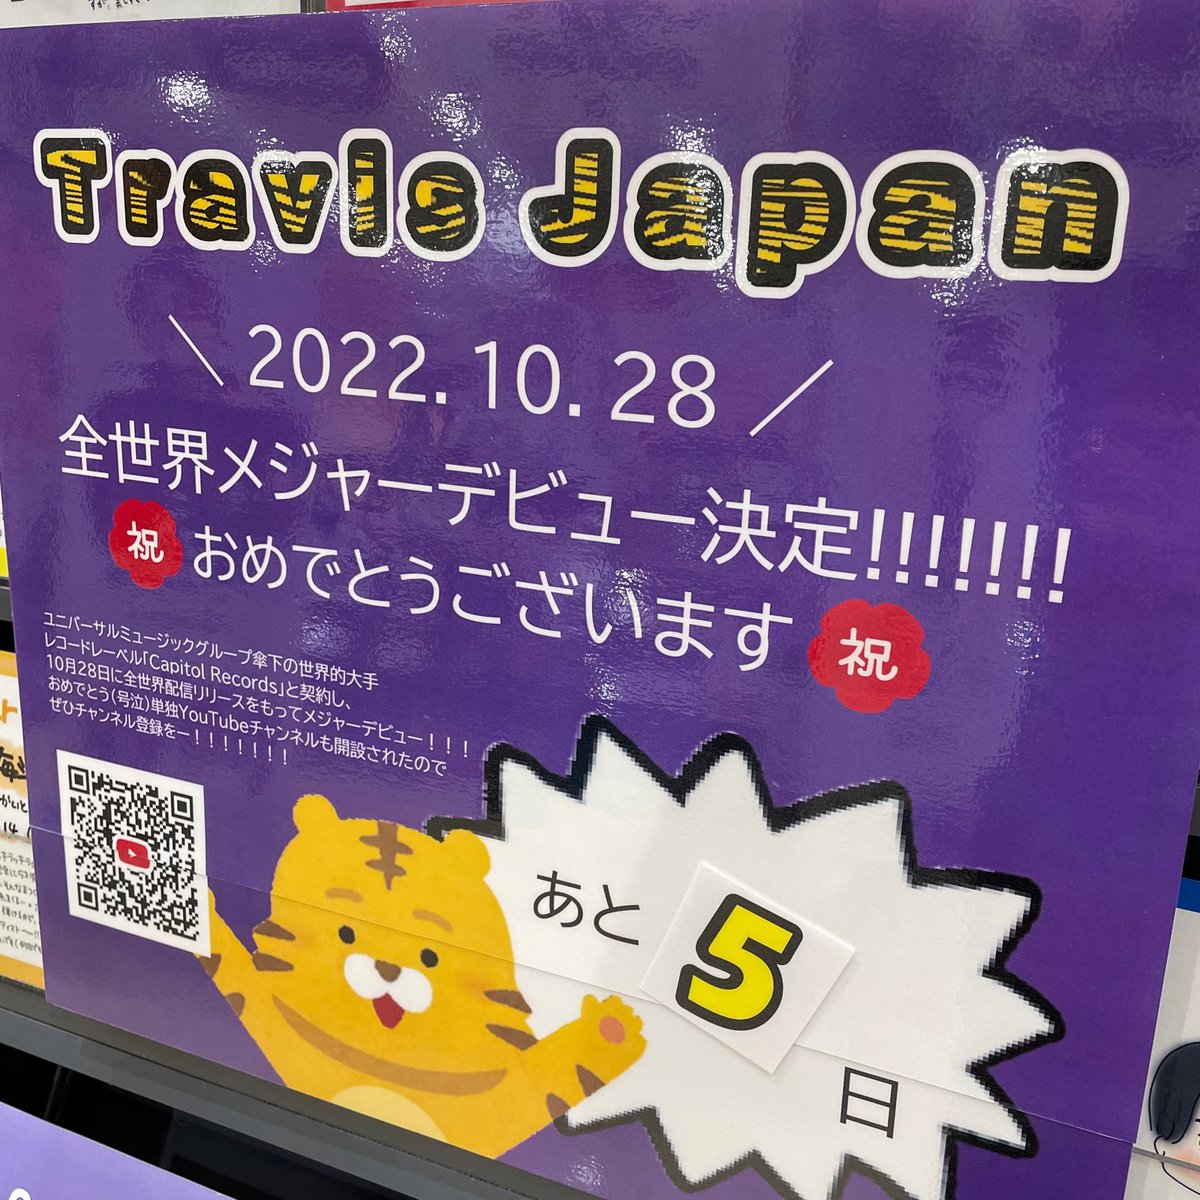 Travis Japan
＼ 2022.10.28 ／
全世界メジャーデビュー決定!!!!!!!
祝 おめでとうございます 祝
ユニバーサルミュージックグループ傘下の世界的大手
レコードレーベル「Capitol Records」と契約し、
10月28日に全世界配信リリースをもってメジャーデビュー！！！
おめでとう(号泣)単独YouTubeチャンネルも開設されたので
ぜひチャンネル登録をー！！！！！！！
あと 5
日